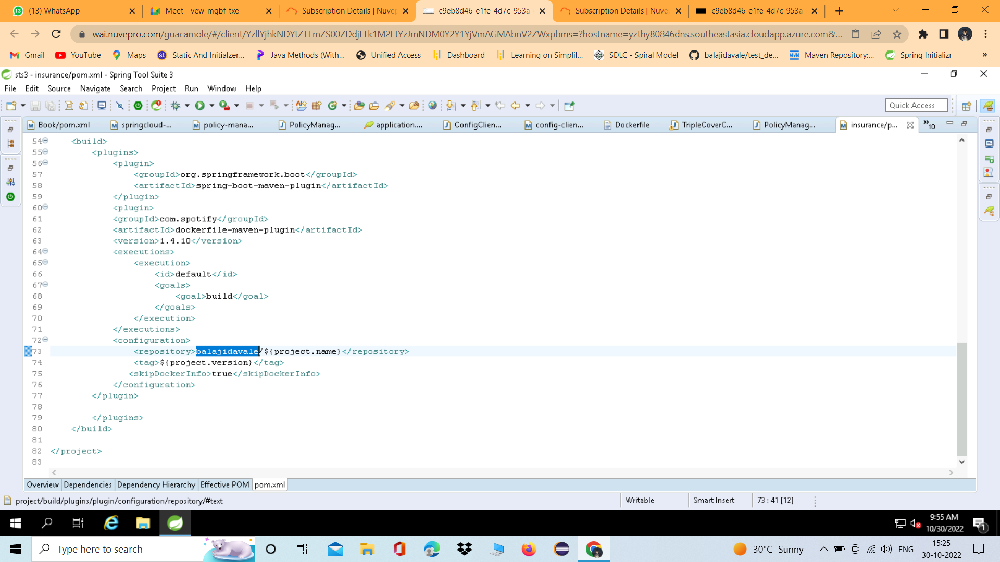 (13) WhatsApp
Meet - vew-mgbf-txe
Subscription Details | Nuvep
c9eb8d46-e1fe-4d7c-953a-
Subscription Details | Nuvep
c9eb8d46-e1fe-4d7c-953a-
wai.nuvepro.com/guacamole/#/client/YzllYjhkNDYtZTFmZS00ZDdjLTk1M2EtYzJmNDM0Y2Y1YjVmAGMAbnV2ZWxpbms=?hostname=yzthy80846dns.southeastasia.cloudapp.azure.com&...
Gmail
YouTube
Maps
Static And Initialzer...
Java Methods (With...
Unified Access
Dashboard
Learning on Simplil...
SDLC - Spiral Model
balajidavale/test_de...
Maven Repository:...
Spring Initializr
»
sts3 - insurance/pom.xml - Spring Tool Suite 3
File Edit Source Navigate Search Project Run Window Help
Quick Access
Book/pom.xml
springcloud-...
policy-mana...
PolicyManag...
application....
ConfigClien...
config-clien...
Dockerfile
TripleCoverC...
PolicyManag...
insurance/p...
»10
54 <build>
55 <plugins>
56 <plugin>
57 <groupId>org.springframework.boot</groupId>
58 <artifactId>spring-boot-maven-plugin</artifactId>
59 </plugin>
60 <plugin>
61 <groupId>com.spotify</groupId>
62 <artifactId>dockerfile-maven-plugin</artifactId>
63 <version>1.4.10</version>
64 <executions>
65 <execution>
66 <id>default</id>
67 <goals>
68 <goal>build</goal>
69 </goals>
70 </execution>
71 </executions>
72 <configuration>
73 <repository>balajidavale/${project.name}</repository>
74 <tag>${project.version}</tag>
75 <skipDockerInfo>true</skipDockerInfo>
76 </configuration>
77 </plugin>
78
79 </plugins>
80 </build>
81
82 </project>
83
Overview Dependencies Dependency Hierarchy Effective POM pom.xml
project/build/plugins/plugin/configuration/repository/#text
Writable
Smart Insert
73 : 41 [12]
9:55 AM
10/30/2022
1
Type here to search
30°C Sunny
ENG
15:25
30-10-2022